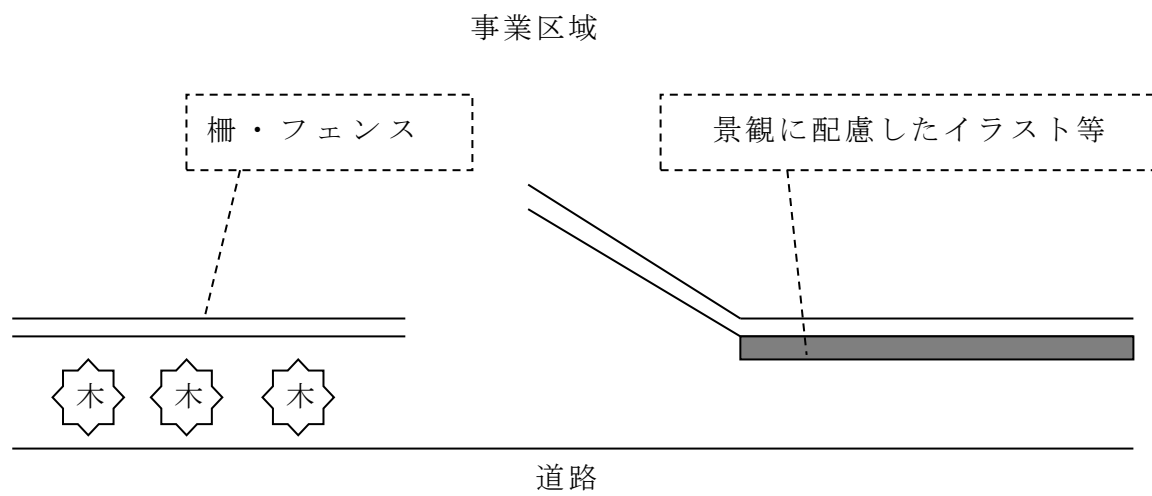 事業区域
柵・フェンス
景観に配慮したイラスト等
木 木 木
道路